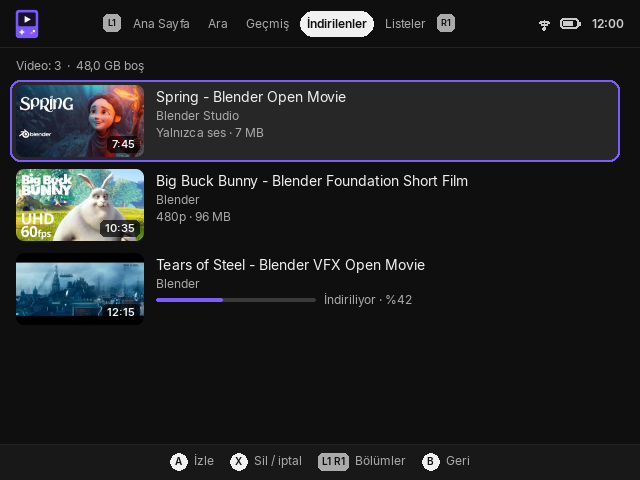 L1 Ana Sayfa Ara Geçmiş İndirilenler Listeler R1 12:00
Video: 3 · 48,0 GB boş
SPRING
blender
7:45
Spring - Blender Open Movie
Blender Studio
Yalnızca ses · 7 MB
Big Buck
BUNNY
UHD
60fps
10:35
Big Buck Bunny - Blender Foundation Short Film
Blender
480p · 96 MB
12:15
Tears of Steel - Blender VFX Open Movie
Blender
İndiriliyor · %42
A İzle X Sil / iptal L1 R1 Bölümler B Geri